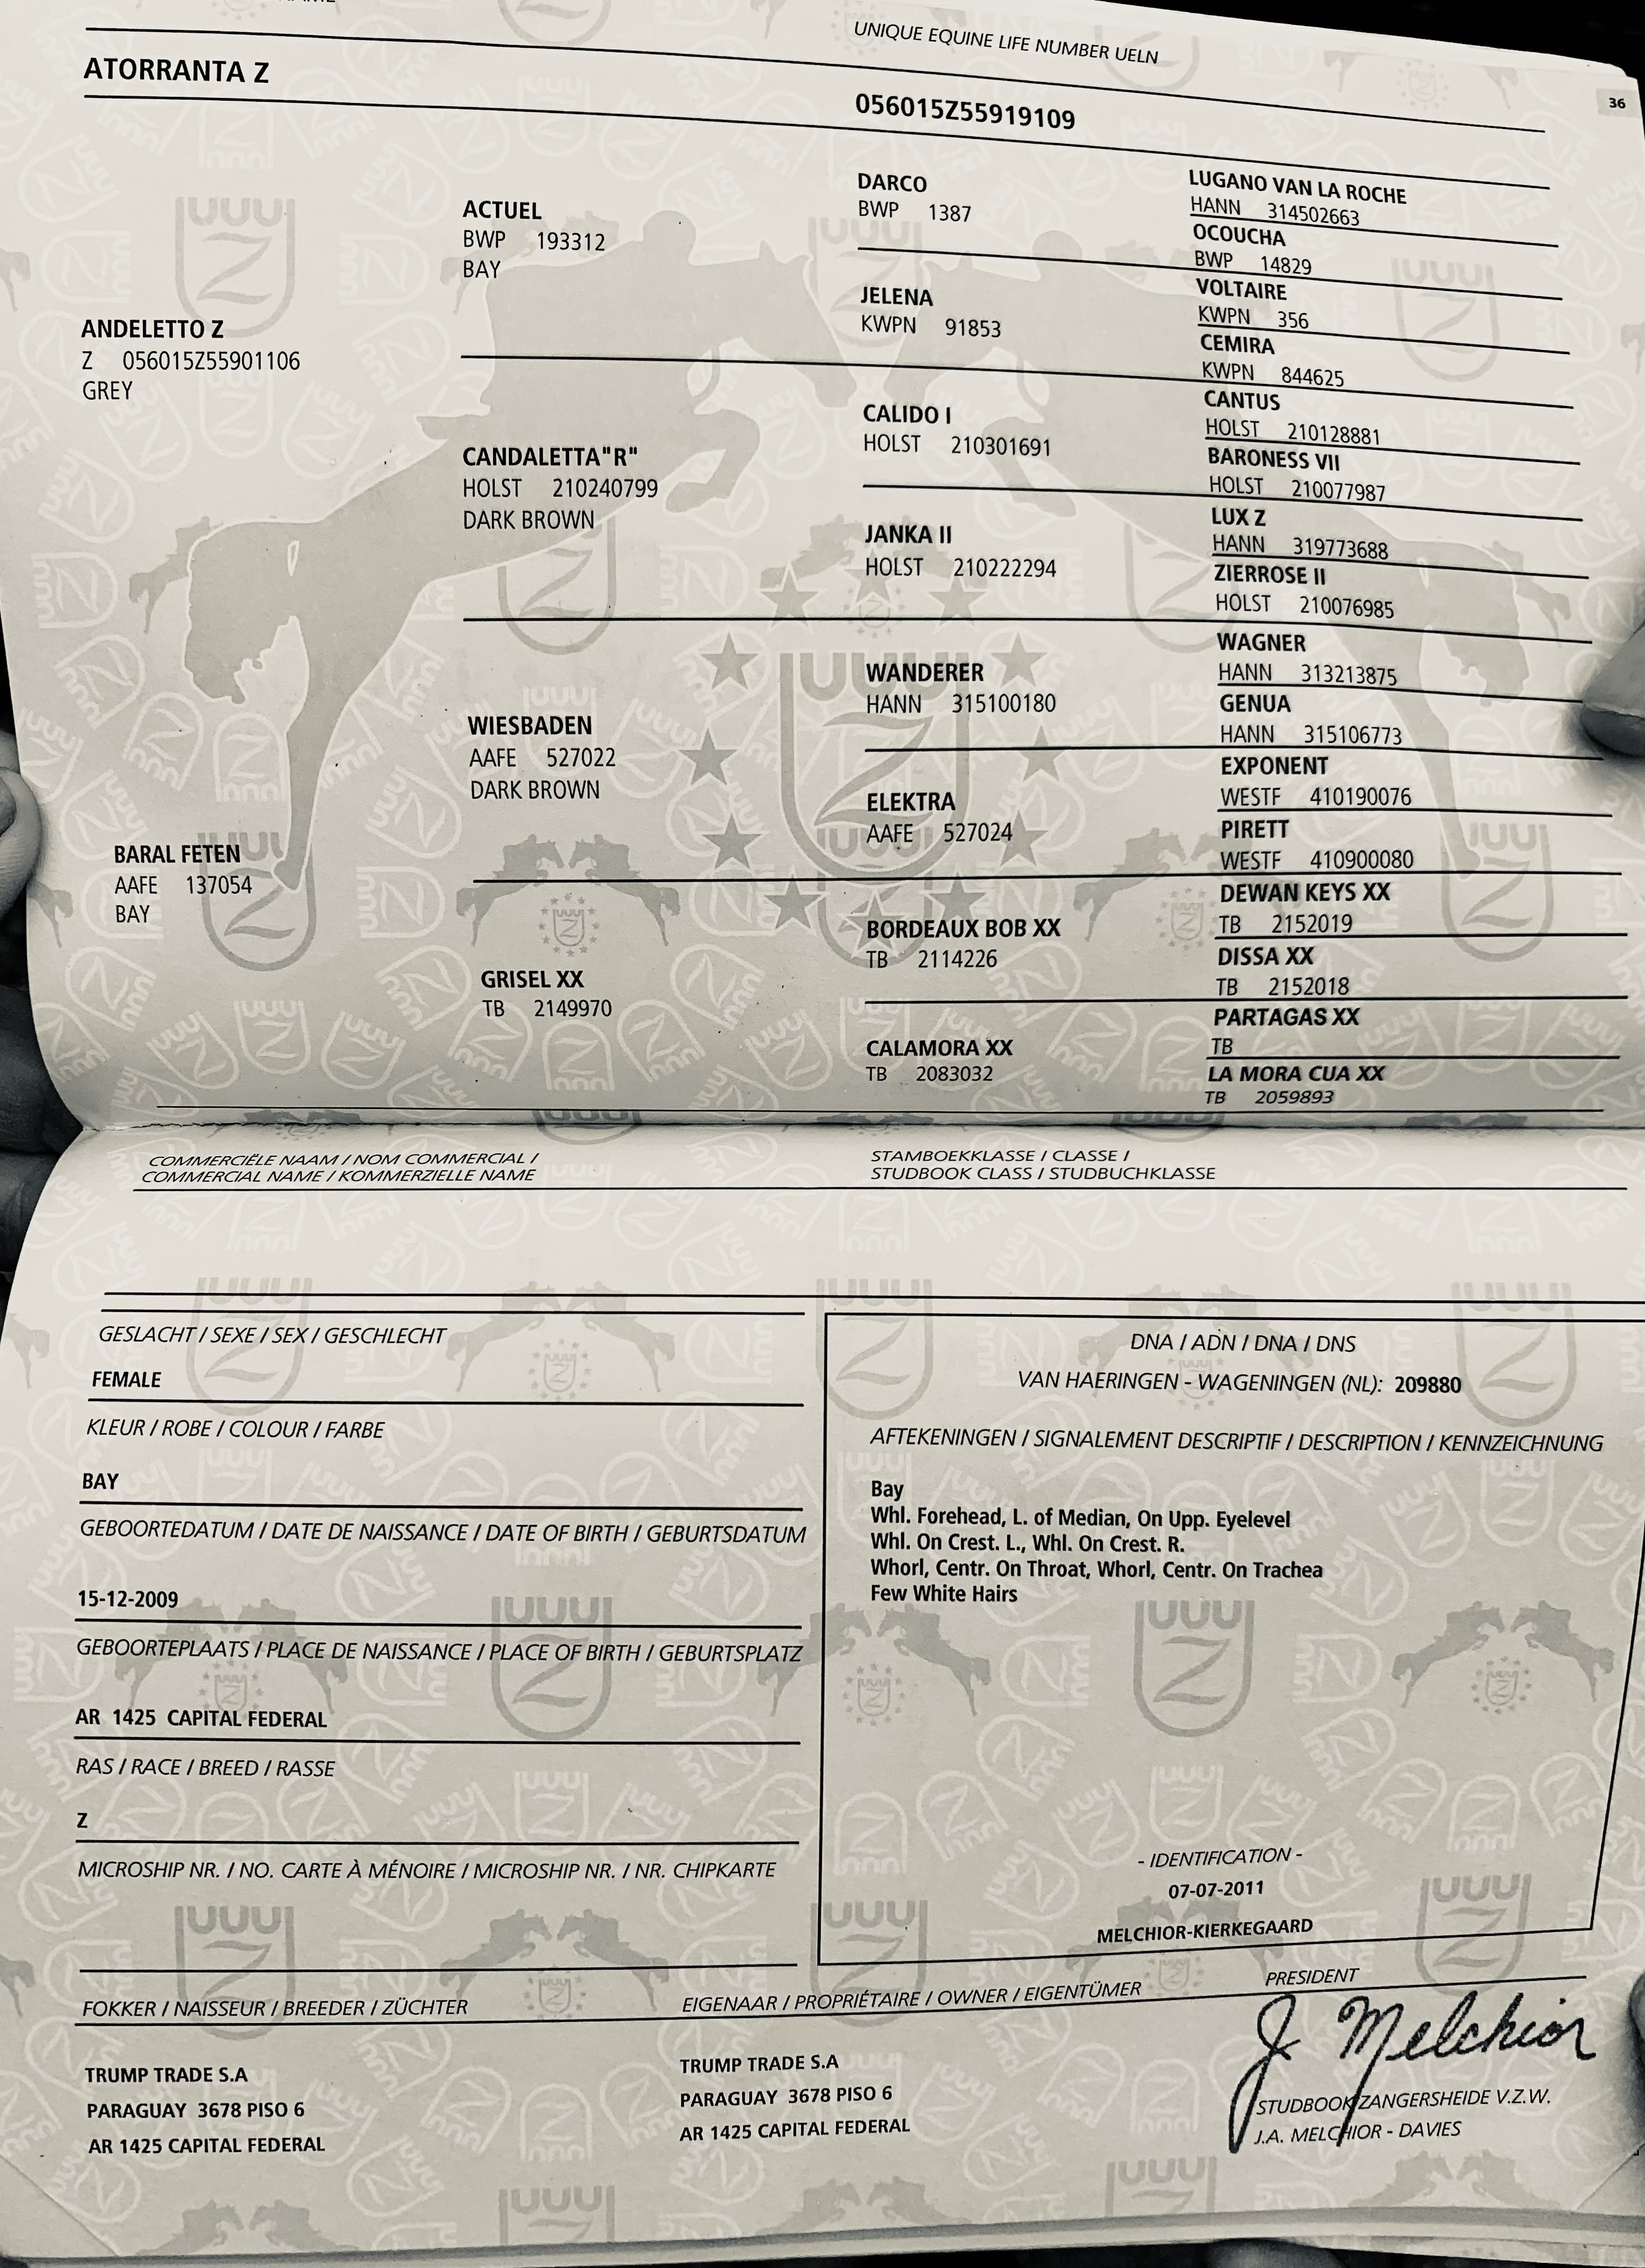 UNIQUE EQUINE LIFE NUMBER UELN
ATORRANTA Z
056015Z55919109
36
ANDELETTO Z
Z 056015Z55901106
GREY
BARAL FETEN
AAFE 137054
BAY
ACTUEL
BWP 193312
BAY
CANDALETTA"R"
HOLST 210240799
DARK BROWN
WIESBADEN
AAFE 527022
DARK BROWN
GRISEL XX
TB 2149970
DARCO
BWP 1387
JELENA
KWPN 91853
CALIDO I
HOLST 210301691
JANKA II
HOLST 210222294
WANDERER
HANN 315100180
ELEKTRA
AAFE 527024
BORDEAUX BOB XX
TB 2114226
CALAMORA XX
TB 2083032
LUGANO VAN LA ROCHE
HANN 314502663
OCOUCHA
BWP 14829
VOLTAIRE
KWPN 356
CEMIRA
KWPN 844625
CANTUS
HOLST 210128881
BARONESS VII
HOLST 210077987
LUX Z
HANN 319773688
ZIERROSE II
HOLST 210076985
WAGNER
HANN 313213875
GENUA
HANN 315106773
EXPONENT
WESTF 410190076
PIRETT
WESTF 410900080
DEWAN KEYS XX
TB 2152019
DISSA XX
TB 2152018
PARTAGAS XX
TB
LA MORA CUA XX
TB 2059893
COMMERCIËLE NAAM / NOM COMMERCIAL /
COMMERCIAL NAME / KOMMERZIELLE NAME
STAMBOEKKLASSE / CLASSE /
STUDBOOK CLASS / STUDBUCHKLASSE
GESLACHT / SEXE / SEX / GESCHLECHT
FEMALE
KLEUR / ROBE / COLOUR / FARBE
BAY
GEBOORTEDATUM / DATE DE NAISSANCE / DATE OF BIRTH / GEBURTSDATUM
15-12-2009
GEBOORTEPLAATS / PLACE DE NAISSANCE / PLACE OF BIRTH / GEBURTSPLATZ
AR 1425 CAPITAL FEDERAL
RAS / RACE / BREED / RASSE
Z
MICROSHIP NR. / NO. CARTE À MÉNOIRE / MICROSHIP NR. / NR. CHIPKARTE
DNA / ADN / DNA / DNS
VAN HAERINGEN - WAGENINGEN (NL): 209880
AFTEKENINGEN / SIGNALEMENT DESCRIPTIF / DESCRIPTION / KENNZEICHNUNG
Bay
Whl. Forehead, L. of Median, On Upp. Eyelevel
Whl. On Crest. L., Whl. On Crest. R.
Whorl, Centr. On Throat, Whorl, Centr. On Trachea
Few White Hairs
- IDENTIFICATION -
07-07-2011
MELCHIOR-KIERKEGAARD
FOKKER / NAISSEUR / BREEDER / ZÜCHTER
TRUMP TRADE S.A
PARAGUAY 3678 PISO 6
AR 1425 CAPITAL FEDERAL
EIGENAAR / PROPRIÉTAIRE / OWNER / EIGENTÜMER
TRUMP TRADE S.A
PARAGUAY 3678 PISO 6
AR 1425 CAPITAL FEDERAL
PRESIDENT
J Melchior
STUDBOOK ZANGERSHEIDE V.Z.W.
J.A. MELCHIOR - DAVIES